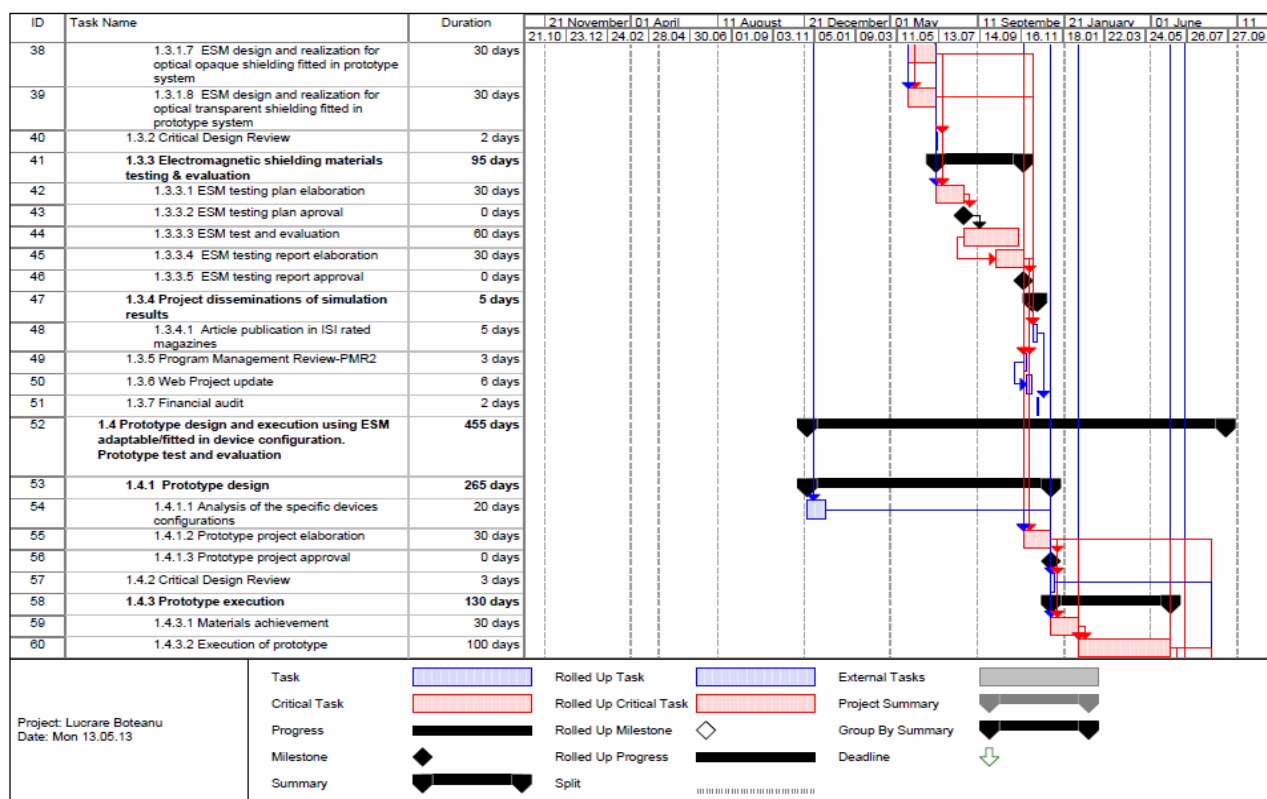 ID Task Name Duration 21 November 01 April 11 August 21 December 01 May 11 Septembe 21 January 01 June 11
21.10 23.12 24.02 28.04 30.06 01.09 03.11 05.01 09.03 11.05 13.07 14.09 16.11 18.01 22.03 24.05 26.07 27.09
38 1.3.1.7 ESM design and realization for 30 days
optical opaque shielding fitted in prototype
system
39 1.3.1.8 ESM design and realization for 30 days
optical transparent shielding fitted in
prototype system
40 1.3.2 Critical Design Review 2 days
41 1.3.3 Electromagnetic shielding materials 95 days
testing & evaluation
42 1.3.3.1 ESM testing plan elaboration 30 days
43 1.3.3.2 ESM testing plan aproval 0 days
44 1.3.3.3 ESM test and evaluation 60 days
45 1.3.3.4 ESM testing report elaboration 30 days
46 1.3.3.5 ESM testing report approval 0 days
47 1.3.4 Project disseminations of simulation 5 days
results
48 1.3.4.1 Article publication in ISI rated 5 days
magazines
49 1.3.5 Program Management Review-PMR2 3 days
50 1.3.6 Web Project update 6 days
51 1.3.7 Financial audit 2 days
52 1.4 Prototype design and execution using ESM 455 days
adaptable/fitted in device configuration.
Prototype test and evaluation
53 1.4.1 Prototype design 265 days
54 1.4.1.1 Analysis of the specific devices 20 days
configurations
55 1.4.1.2 Prototype project elaboration 30 days
56 1.4.1.3 Prototype project approval 0 days
57 1.4.2 Critical Design Review 3 days
58 1.4.3 Prototype execution 130 days
59 1.4.3.1 Materials achievement 30 days
60 1.4.3.2 Execution of prototype 100 days
Project: Lucrare Boteanu
Date: Mon 13.05.13
Task Rolled Up Task External Tasks
Critical Task Rolled Up Critical Task Project Summary
Progress Rolled Up Milestone Group By Summary
Milestone Rolled Up Progress Deadline
Summary Split